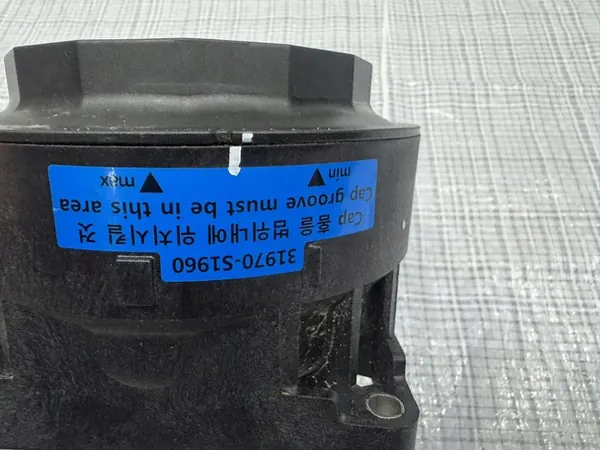 31970-S1960
Cap 홈을 범위내에 위치시킬 것
Cap groove must be in this area
min max